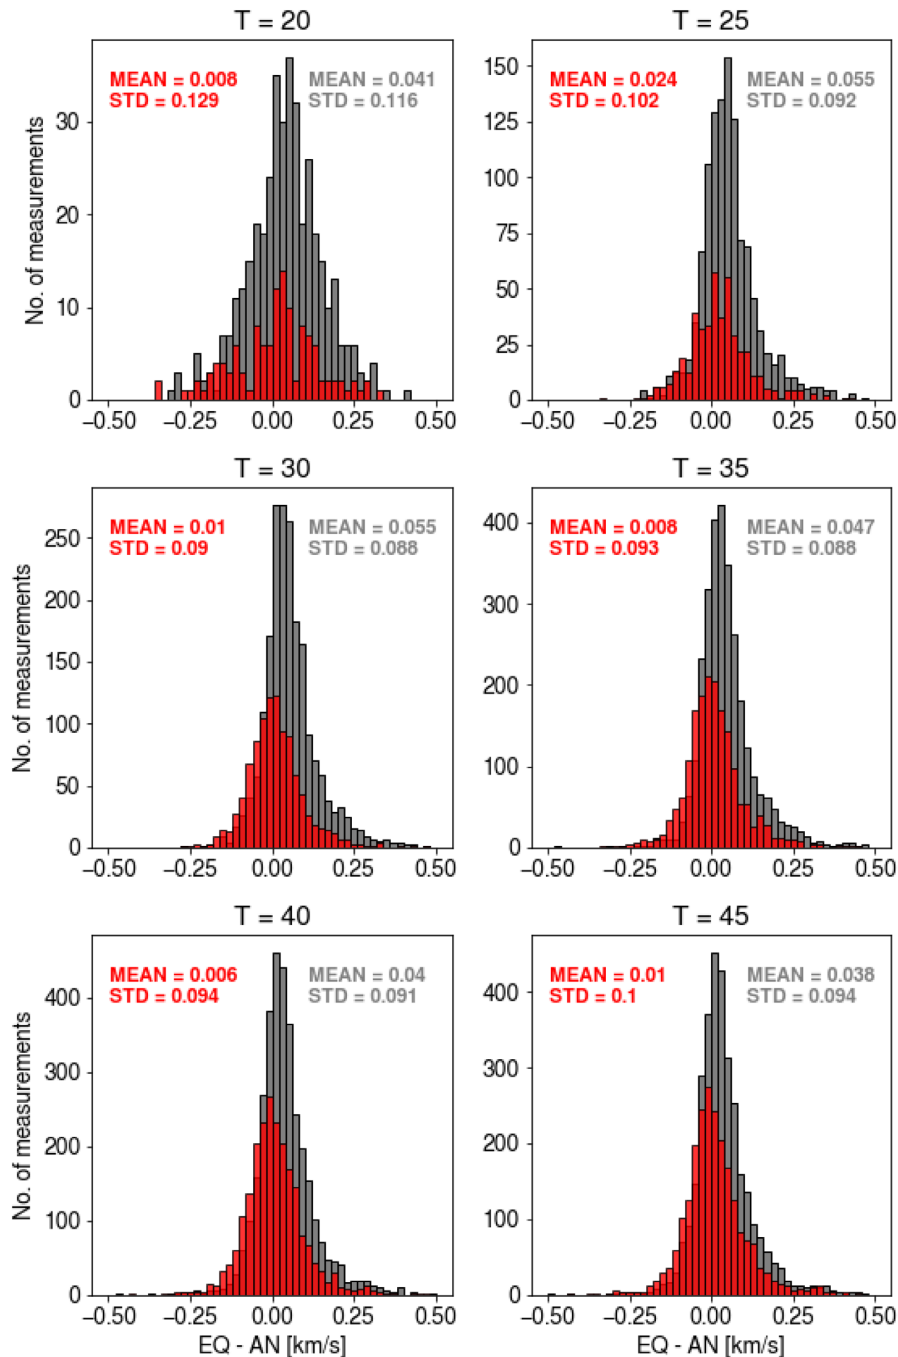 T = 20
MEAN = 0.008
STD = 0.129
MEAN = 0.041
STD = 0.116
No. of measurements
30
20
10
0
−0.50 −0.25 0.00 0.25 0.50
T = 25
MEAN = 0.024
STD = 0.102
MEAN = 0.055
STD = 0.092
150
125
100
75
50
25
0
−0.50 −0.25 0.00 0.25 0.50
T = 30
MEAN = 0.01
STD = 0.09
MEAN = 0.055
STD = 0.088
No. of measurements
250
200
150
100
50
0
−0.50 −0.25 0.00 0.25 0.50
T = 35
MEAN = 0.008
STD = 0.093
MEAN = 0.047
STD = 0.088
400
300
200
100
0
−0.50 −0.25 0.00 0.25 0.50
T = 40
MEAN = 0.006
STD = 0.094
MEAN = 0.04
STD = 0.091
No. of measurements
400
300
200
100
0
−0.50 −0.25 0.00 0.25 0.50
EQ - AN [km/s]
T = 45
MEAN = 0.01
STD = 0.1
MEAN = 0.038
STD = 0.094
400
300
200
100
0
−0.50 −0.25 0.00 0.25 0.50
EQ - AN [km/s]